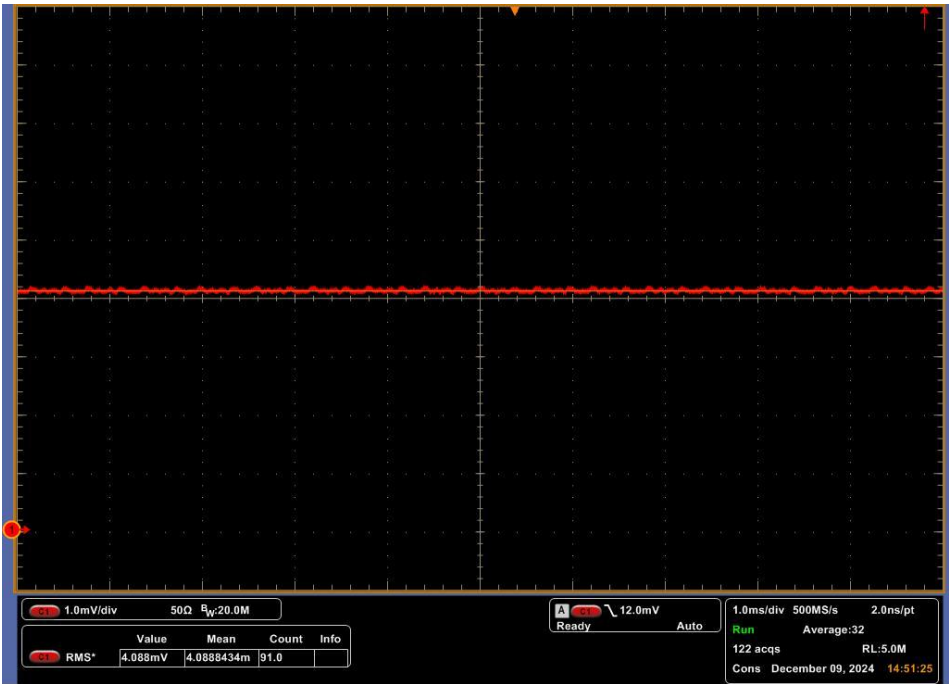 1
C1 1.0mV/div 50Ω BW:20.0M
A C1 12.0mV
Ready Auto
1.0ms/div 500MS/s 2.0ns/pt
Run Average:32
122 acqs RL:5.0M
Cons December 09, 2024 14:51:25
Value Mean Count Info
C1 RMS* 4.088mV 4.0888434m 91.0